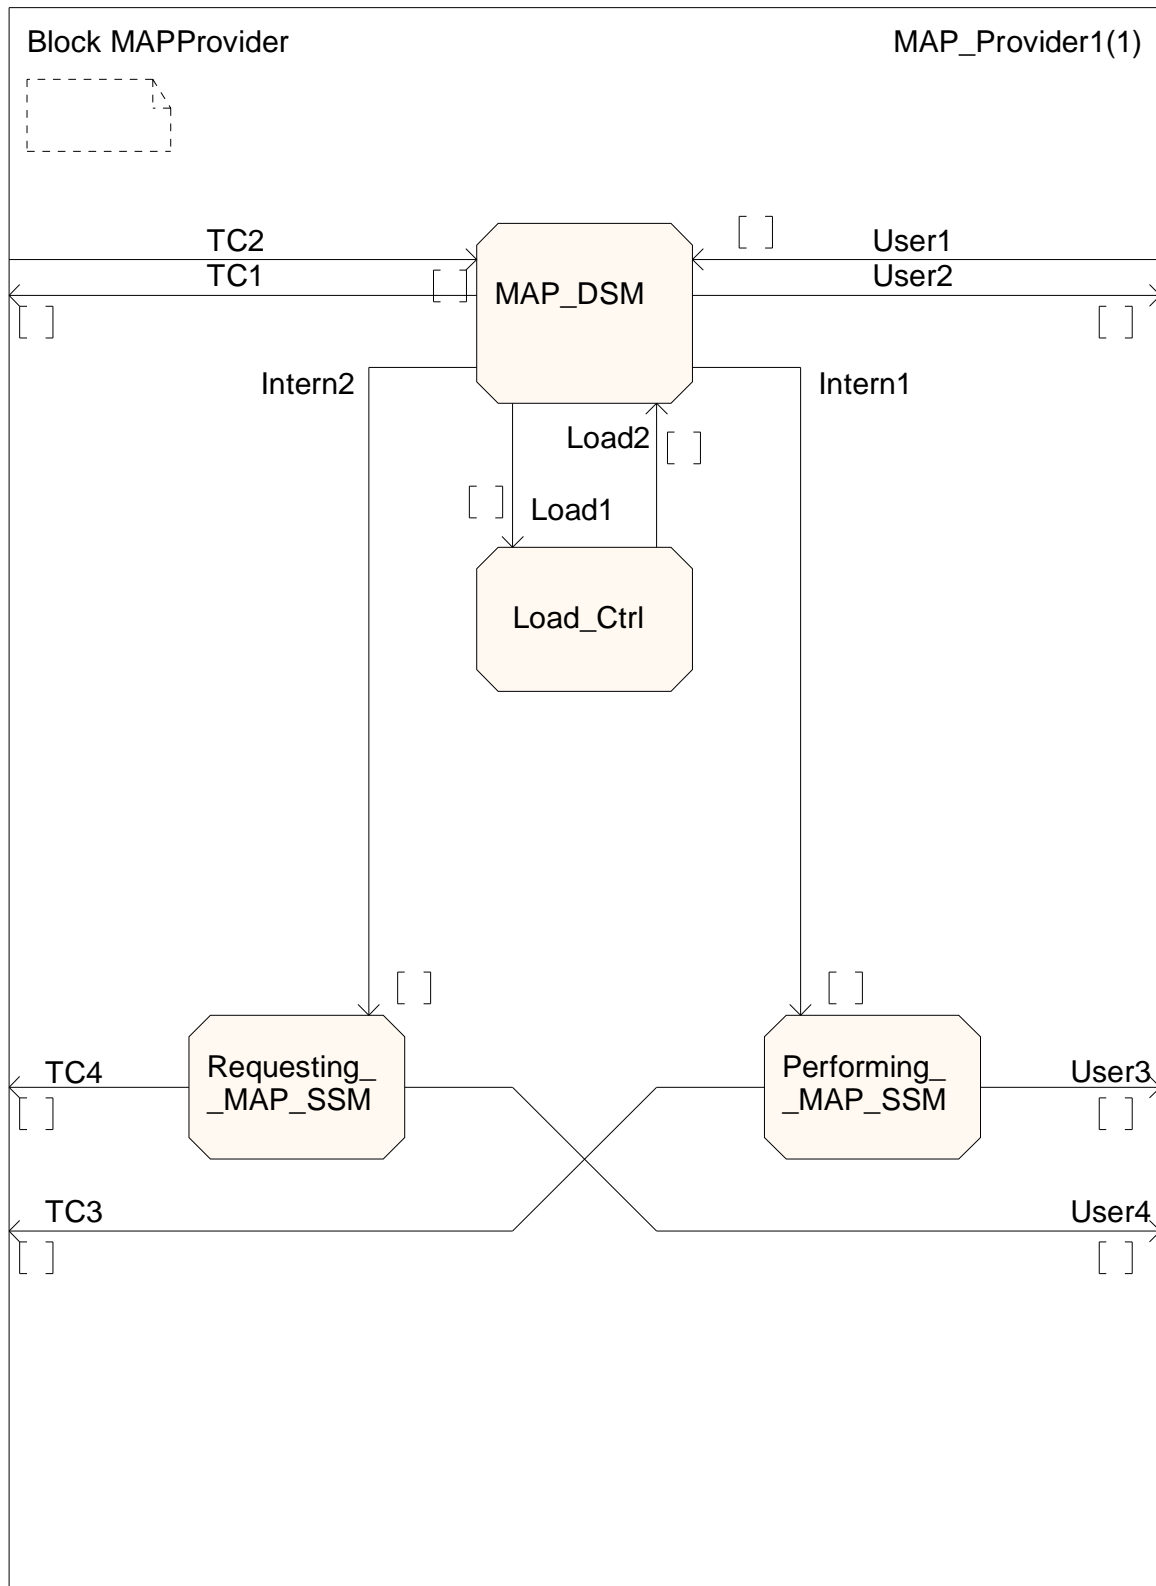 Block MAPProvider
MAP_Provider1(1)
TC2
User1
TC1
User2
MAP_DSM
Intern2
Intern1
Load2
Load1
Load_Ctrl
TC4
Requesting_
_MAP_SSM
Performing_
_MAP_SSM
User3
TC3
User4